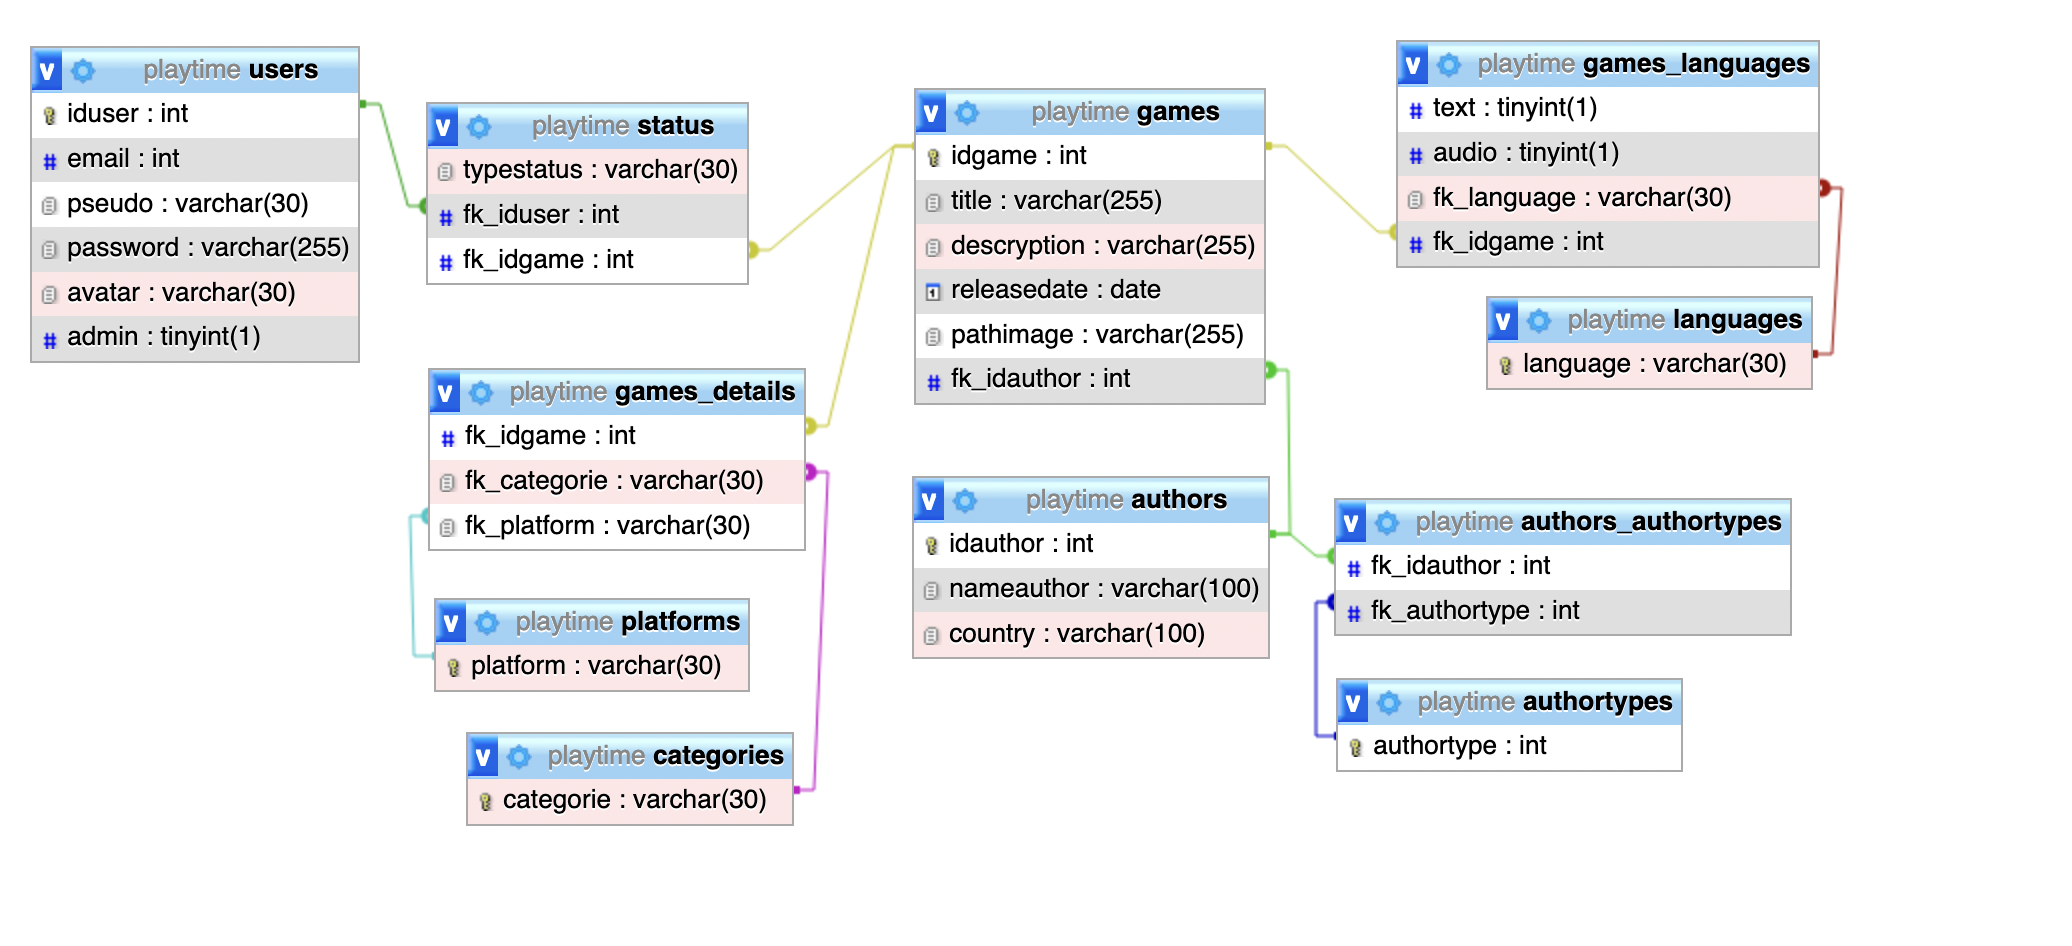 playtime users
iduser : int
email : int
pseudo : varchar(30)
password : varchar(255)
avatar : varchar(30)
admin : tinyint(1)
playtime status
typestatus : varchar(30)
fk_iduser : int
fk_idgame : int
playtime games_details
fk_idgame : int
fk_categorie : varchar(30)
fk_platform : varchar(30)
playtime platforms
platform : varchar(30)
playtime categories
categorie : varchar(30)
playtime games
idgame : int
title : varchar(255)
descryption : varchar(255)
releasedate : date
pathimage : varchar(255)
fk_idauthor : int
playtime authors
idauthor : int
nameauthor : varchar(100)
country : varchar(100)
playtime games_languages
text : tinyint(1)
audio : tinyint(1)
fk_language : varchar(30)
fk_idgame : int
playtime languages
language : varchar(30)
playtime authors_authortypes
fk_idauthor : int
fk_authortype : int
playtime authortypes
authortype : int